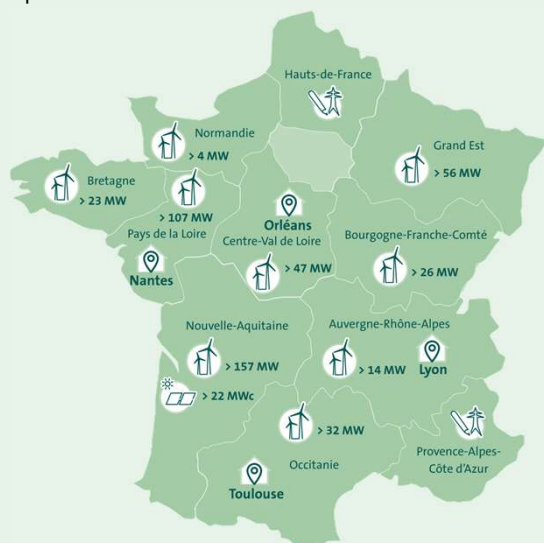 Hauts-de-France
Normandie
> 4 MW
Grand Est
> 56 MW
Bretagne
> 23 MW
> 107 MW
Pays de la Loire
Orléans
Centre-Val de Loire
> 47 MW
Bourgogne-Franche-Comté
> 26 MW
Nantes
Nouvelle-Aquitaine
> 157 MW
> 22 MWc
Auvergne-Rhône-Alpes
> 14 MW
Lyon
> 32 MW
Occitanie
Toulouse
Provence-Alpes-
Côte d'Azur